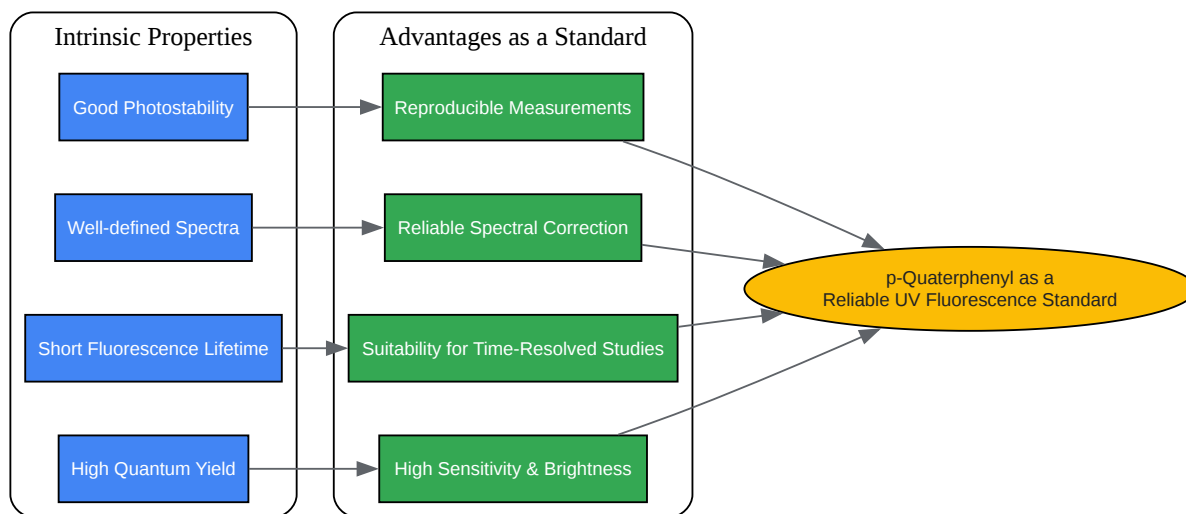 Intrinsic Properties
Advantages as a Standard
Good Photostability
Reproducible Measurements
Well-defined Spectra
Reliable Spectral Correction
p-Quaterphenyl as a
Reliable UV Fluorescence Standard
Short Fluorescence Lifetime
Suitability for Time-Resolved Studies
High Quantum Yield
High Sensitivity & Brightness